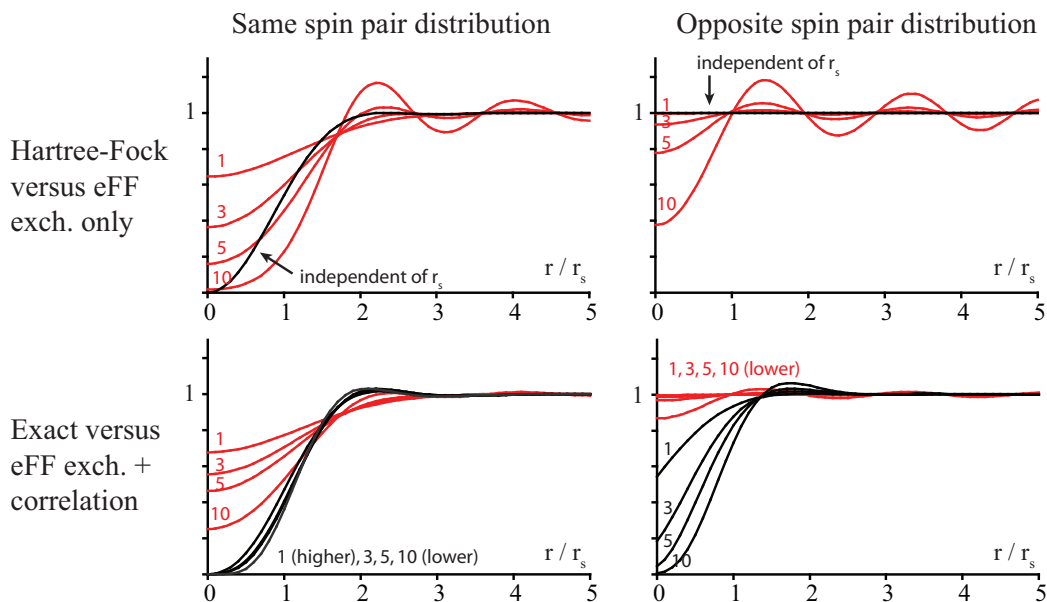 Same spin pair distribution
Opposite spin pair distribution
Hartree-Fock
versus eFF
exch. only
1
1
3
5
10
independent of r_s
r / r_s
0 1 2 3 4 5
independent of r_s
1
1
3
5
10
r / r_s
0 1 2 3 4 5
Exact versus
eFF exch. +
correlation
1
1
3
5
10
1 (higher), 3, 5, 10 (lower)
r / r_s
0 1 2 3 4 5
1, 3, 5, 10 (lower)
1
1
3
5
10
r / r_s
0 1 2 3 4 5